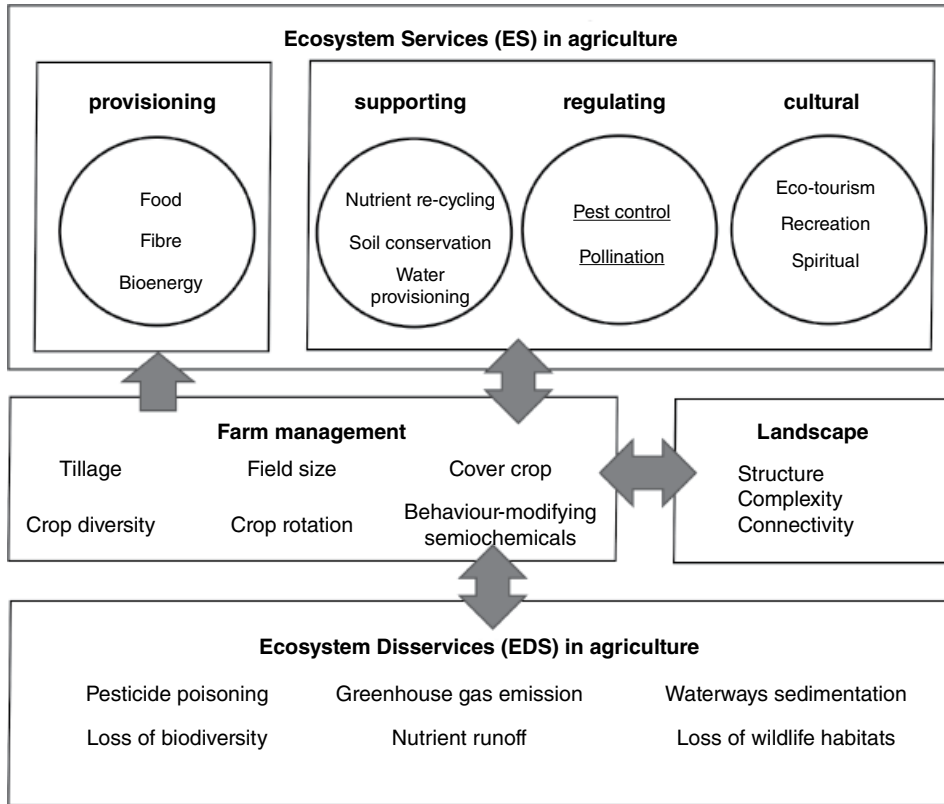 Ecosystem Services (ES) in agriculture
provisioning
Food
Fibre
Bioenergy
supporting
Nutrient re-cycling
Soil conservation
Water
provisioning
regulating
Pest control
Pollination
cultural
Eco-tourism
Recreation
Spiritual
Farm management
Tillage
Field size
Cover crop
Crop diversity
Crop rotation
Behaviour-modifying
semiochemicals
Landscape
Structure
Complexity
Connectivity
Ecosystem Disservices (EDS) in agriculture
Pesticide poisoning
Greenhouse gas emission
Waterways sedimentation
Loss of biodiversity
Nutrient runoff
Loss of wildlife habitats